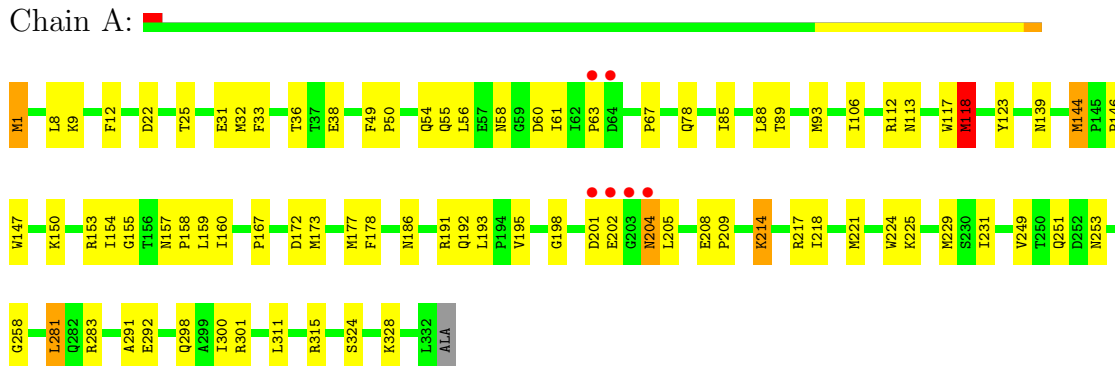 Chain A:
M1 L8 K9 F12 D22 T25 E31 M32 F33 T36 T37 E38 F49 P50 Q54 Q55 L56 E57 N58 G59 D60 I61 I62 P63 D64 P67 Q78 I85 L88 T89 M93 I106 R112 N113 W117 M118 Y123 N139 M144 P145 P146
W147 K150 R153 I154 G155 T156 N157 P158 L159 I160 P167 D172 M173 M177 F178 N186 R191 Q192 L193 P194 V195 G198 D201 E202 G203 N204 L205 E208 P209 K214 R217 I218 M221 W224 K225 M229 S230 I231 V249 T250 Q251 D252 N253
G258 L281 Q282 R283 A291 E292 Q298 A299 I300 R301 L311 R315 S324 K328 L332 ALA